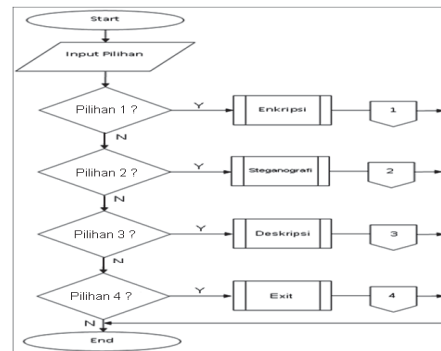 Start
Input Pilihan
Pilihan 1 ?
Y
Enkripsi
1
N
Pilihan 2 ?
Y
Steganografi
2
N
Pilihan 3 ?
Y
Deskripsi
3
N
Pilihan 4 ?
Y
Exit
4
N
End